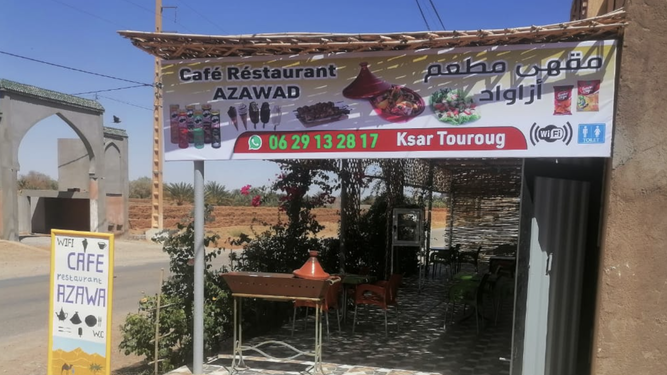 Café Réstaurant
AZAWAD
مقهى مطعم
أزاواد
06 29 13 28 17
Ksar Touroug
WiFi
TOILET
WIFI
CAFE
restaurant
AZAWA
W.C